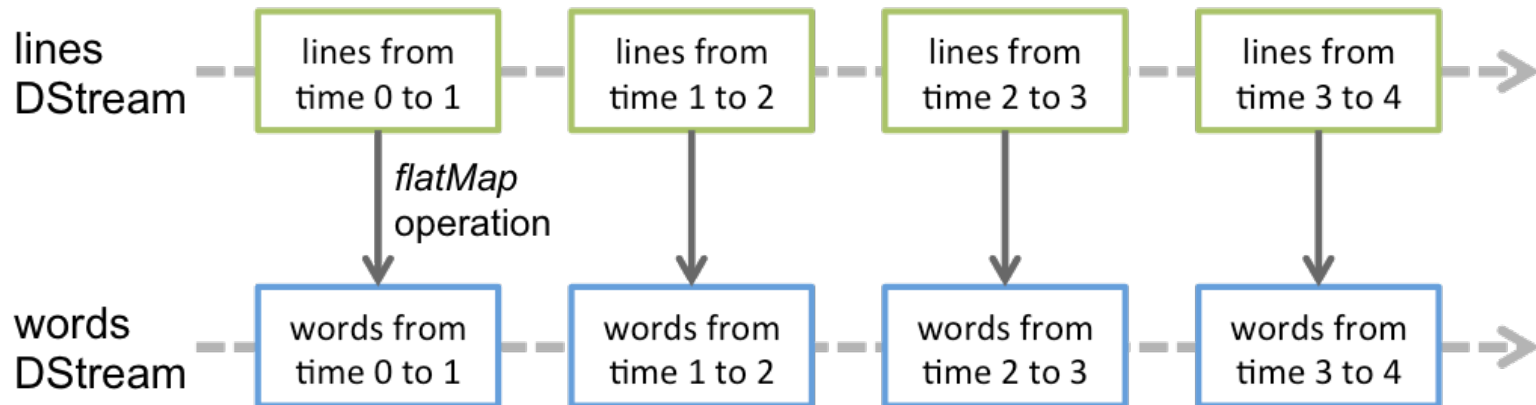 lines
DStream
lines from
time 0 to 1
lines from
time 1 to 2
lines from
time 2 to 3
lines from
time 3 to 4
flatMap
operation
words
DStream
words from
time 0 to 1
words from
time 1 to 2
words from
time 2 to 3
words from
time 3 to 4